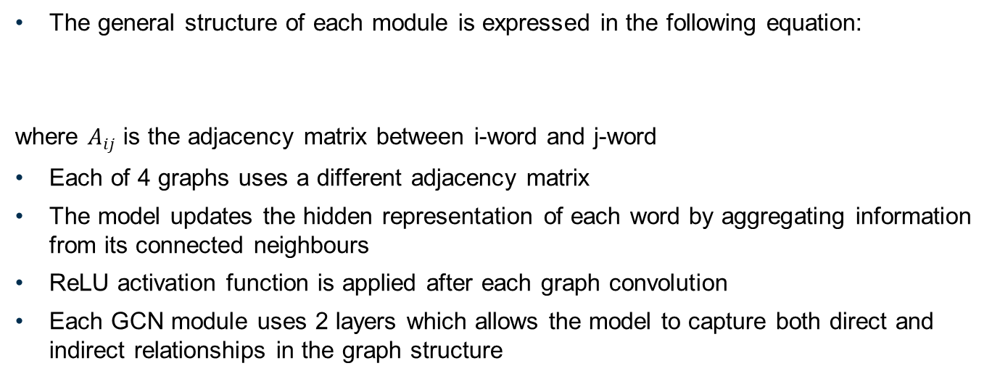 • The general structure of each module is expressed in the following equation:
where 𝐴𝑖𝑗 is the adjacency matrix between i-word and j-word
• Each of 4 graphs uses a different adjacency matrix
• The model updates the hidden representation of each word by aggregating information
from its connected neighbours
• ReLU activation function is applied after each graph convolution
• Each GCN module uses 2 layers which allows the model to capture both direct and
indirect relationships in the graph structure